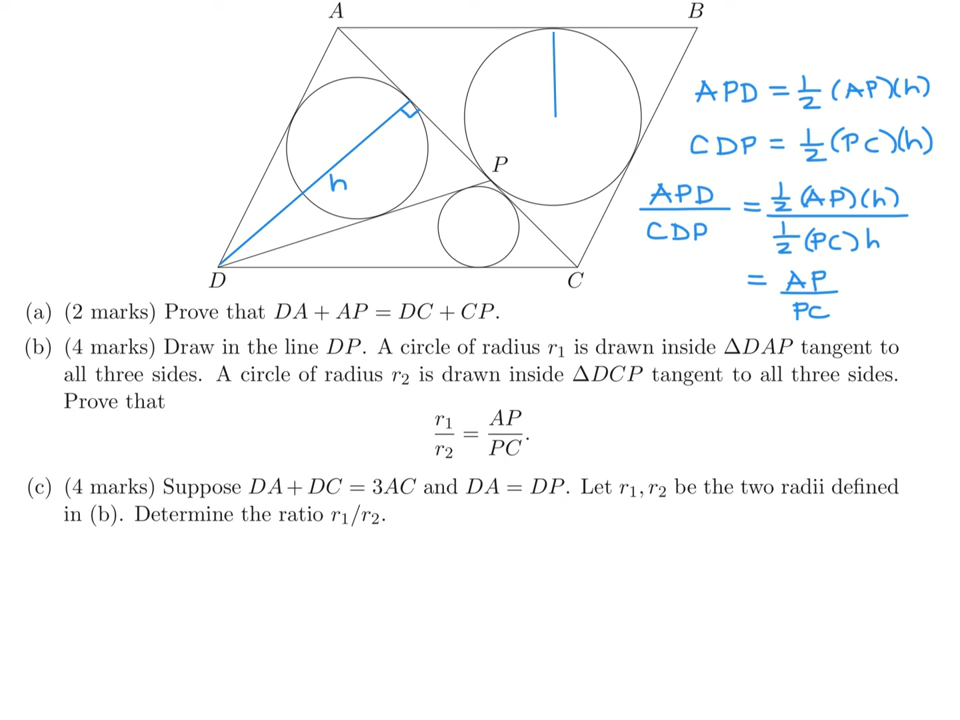 A
B
APD = 1/2 (AP)(h)
CDP = 1/2 (PC)(h)
P
h
APD/CDP = 1/2 (AP)(h) / 1/2 (PC)h
= AP/PC
D
C
(a) (2 marks) Prove that DA + AP = DC + CP.
(b) (4 marks) Draw in the line DP. A circle of radius r₁ is drawn inside ΔDAP tangent to
all three sides. A circle of radius r₂ is drawn inside ΔDCP tangent to all three sides.
Prove that
r₁/r₂ = AP/PC.
(c) (4 marks) Suppose DA + DC = 3AC and DA = DP. Let r₁, r₂ be the two radii defined
in (b). Determine the ratio r₁/r₂.